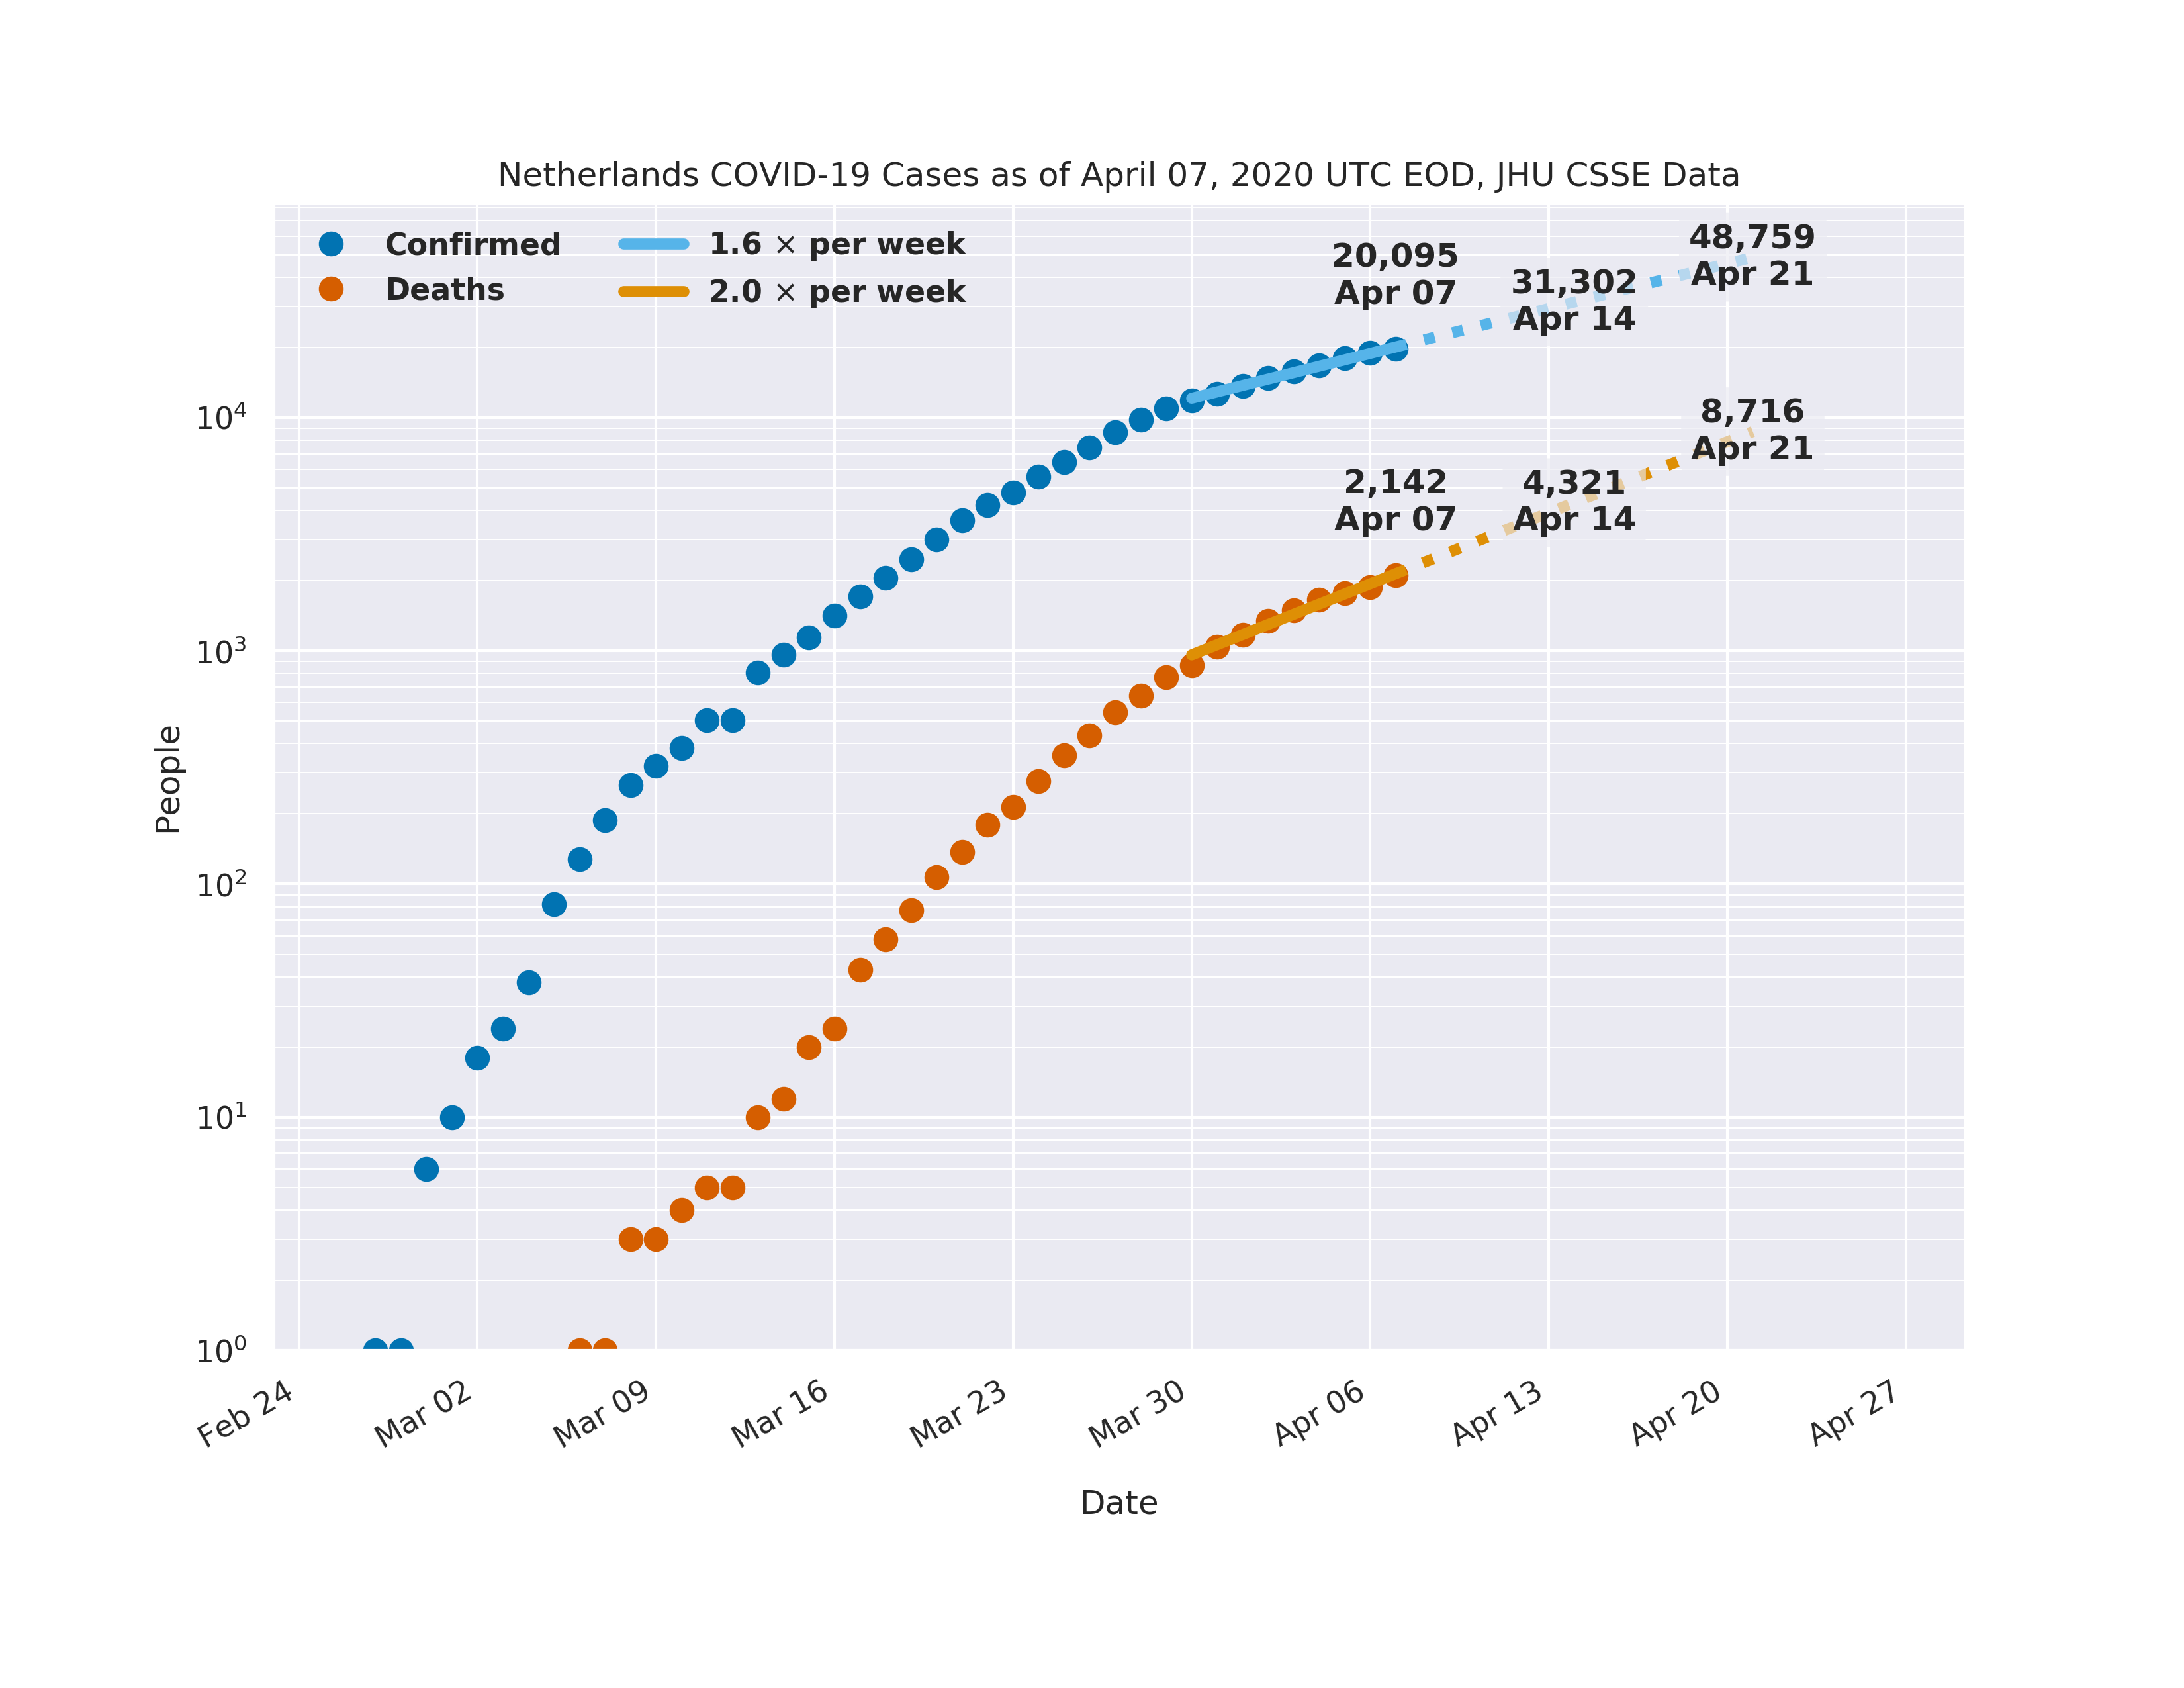 Netherlands COVID-19 Cases as of April 07, 2020 UTC EOD, JHU CSSE Data
Confirmed
Deaths
1.6 × per week
2.0 × per week
20,095
Apr 07
31,302
Apr 14
48,759
Apr 21
2,142
Apr 07
4,321
Apr 14
8,716
Apr 21
People
10⁴
10³
10²
10¹
10⁰
Feb 24
Mar 02
Mar 09
Mar 16
Mar 23
Mar 30
Apr 06
Apr 13
Apr 20
Apr 27
Date